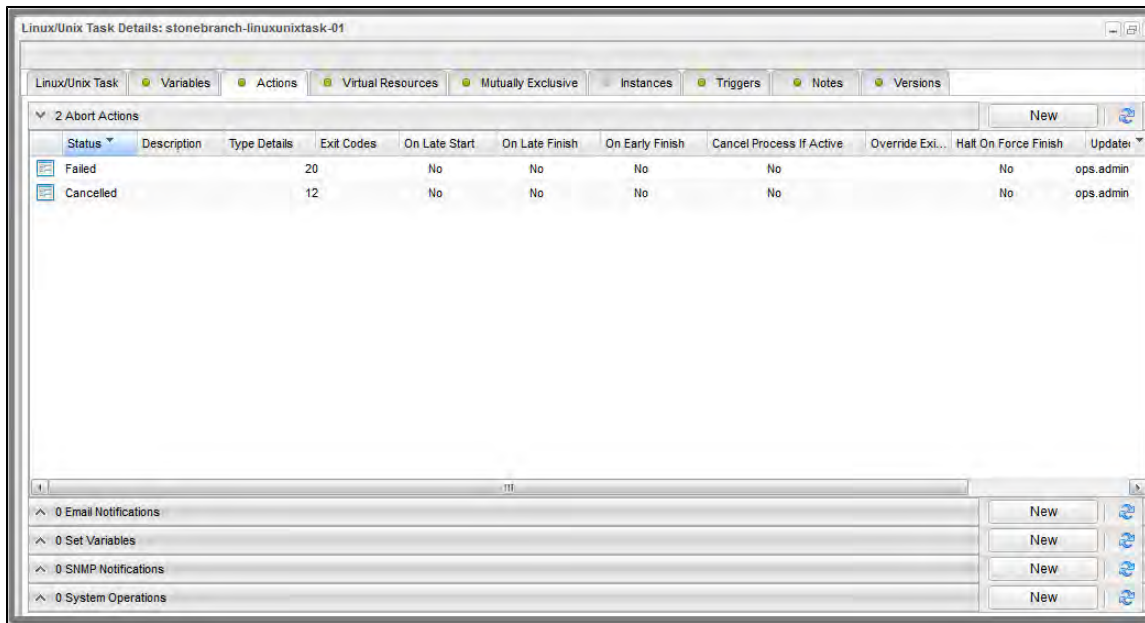 Linux/Unix Task Details: stonebranch-linuxunixtask-01
Linux/Unix Task Variables Actions Virtual Resources Mutually Exclusive Instances Triggers Notes Versions
2 Abort Actions New
Status Description Type Details Exit Codes On Late Start On Late Finish On Early Finish Cancel Process If Active Override Exi... Halt On Force Finish Update
Failed 20 No No No No No ops.admin
Cancelled 12 No No No No No ops.admin
0 Email Notifications New
0 Set Variables New
0 SNMP Notifications New
0 System Operations New